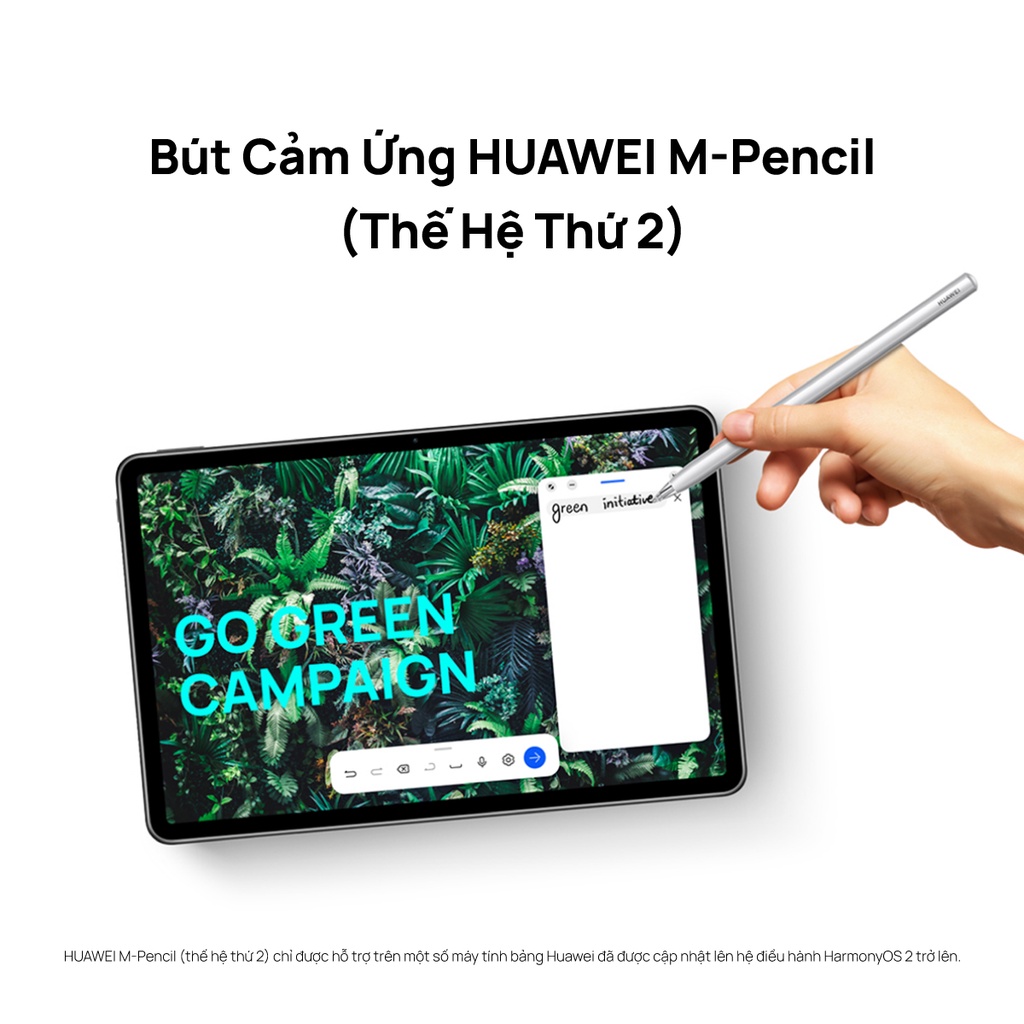 Bút Cảm Ứng HUAWEI M-Pencil
(Thế Hệ Thứ 2)
HUAWEI
green initiative
GO GREEN
CAMPAIGN
HUAWEI M-Pencil (thế hệ thứ 2) chỉ được hỗ trợ trên một số máy tính bảng Huawei đã được cập nhật lên hệ điều hành HarmonyOS 2 trở lên.